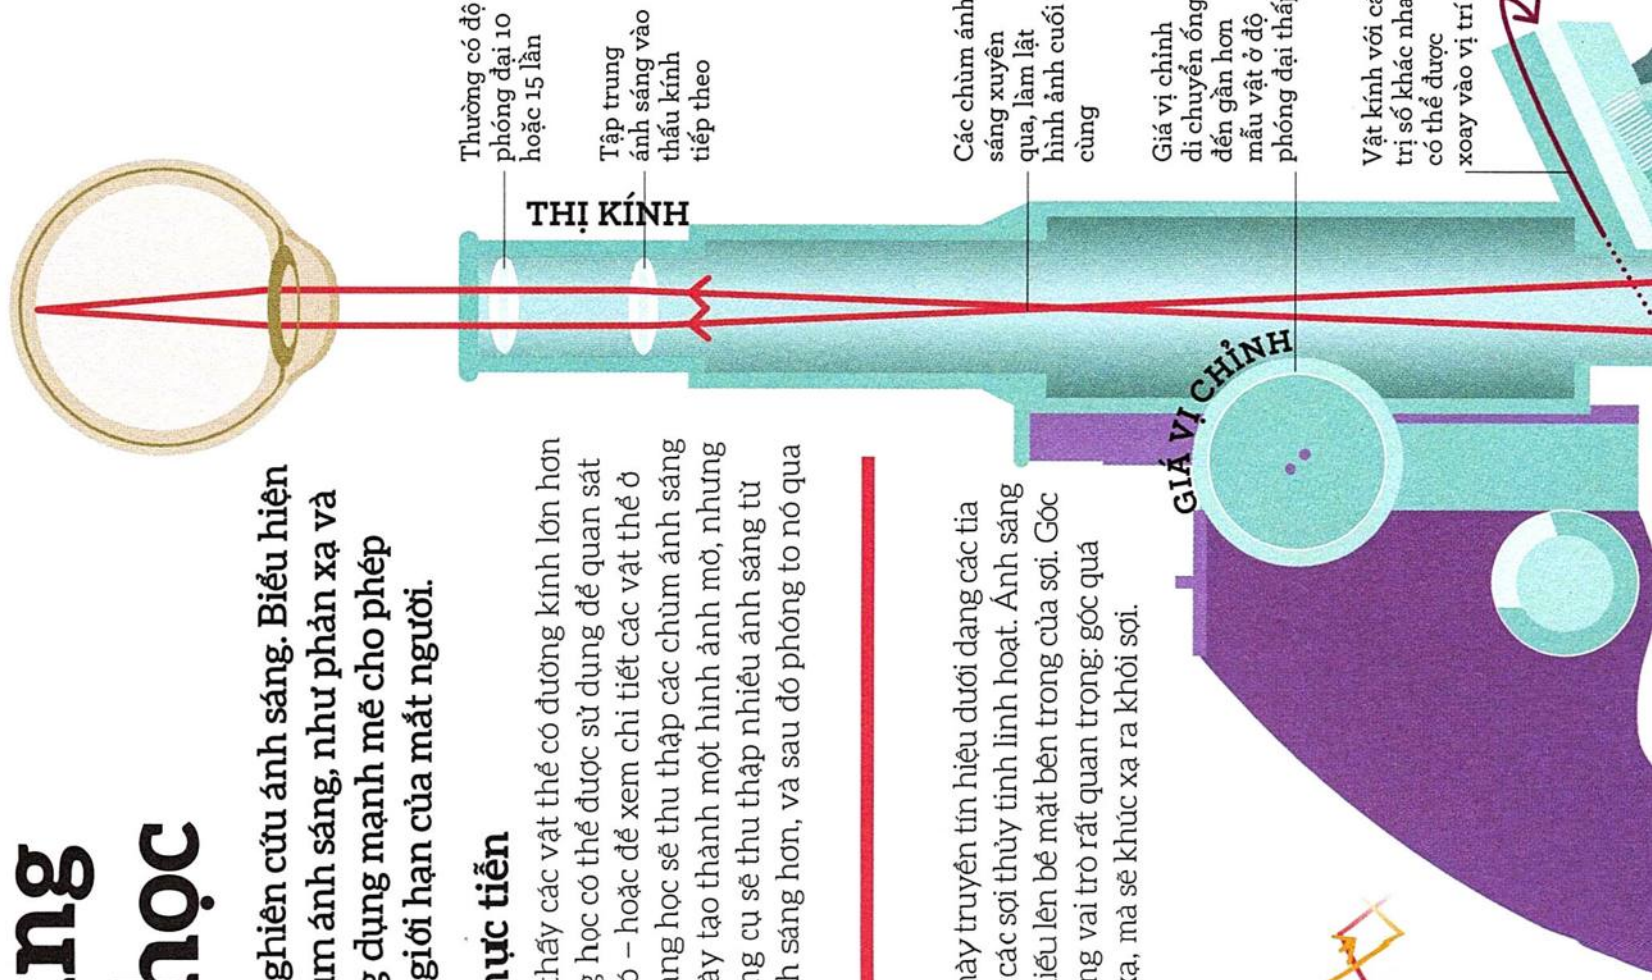 ng
học
ghiên cứu ánh sáng. Biểu hiện
m ánh sáng, như phản xạ và
g dụng mạnh mẽ cho phép
giới hạn của mắt người.
hực tiễn
thấy các vật thể có đường kính lớn hơn
g học có thể được sử dụng để quan sát
ó – hoặc để xem chi tiết các vật thể ở
ang học sẽ thu thập các chùm ánh sáng
ày tạo thành một hình ảnh mờ, nhưng
ng cụ sẽ thu thập nhiều ánh sáng từ
h sáng hơn, và sau đó phóng to nó qua
này truyền tín hiệu dưới dạng các tia
các sợi thủy tinh linh hoạt. Ánh sáng
iếu lên bề mặt bên trong của sợi. Góc
ng vai trò rất quan trọng: góc quá
xa, mà sẽ khúc xạ ra khỏi sợi.
THỊ KÍNH
Thường có độ
phóng đại 10
hoặc 15 lần
Tập trung
ánh sáng vào
thấu kính
tiếp theo
Các chùm ánh
sáng xuyên
qua, làm lật
hình ảnh cuối
cùng
GIÁ VỊ CHỈNH
Giá vị chỉnh
di chuyển ống
đến gần hơn
mẫu vật ở độ
phóng đại thấp
Vật kính với cá
trị số khác nha
có thể được
xoay vào vị trí